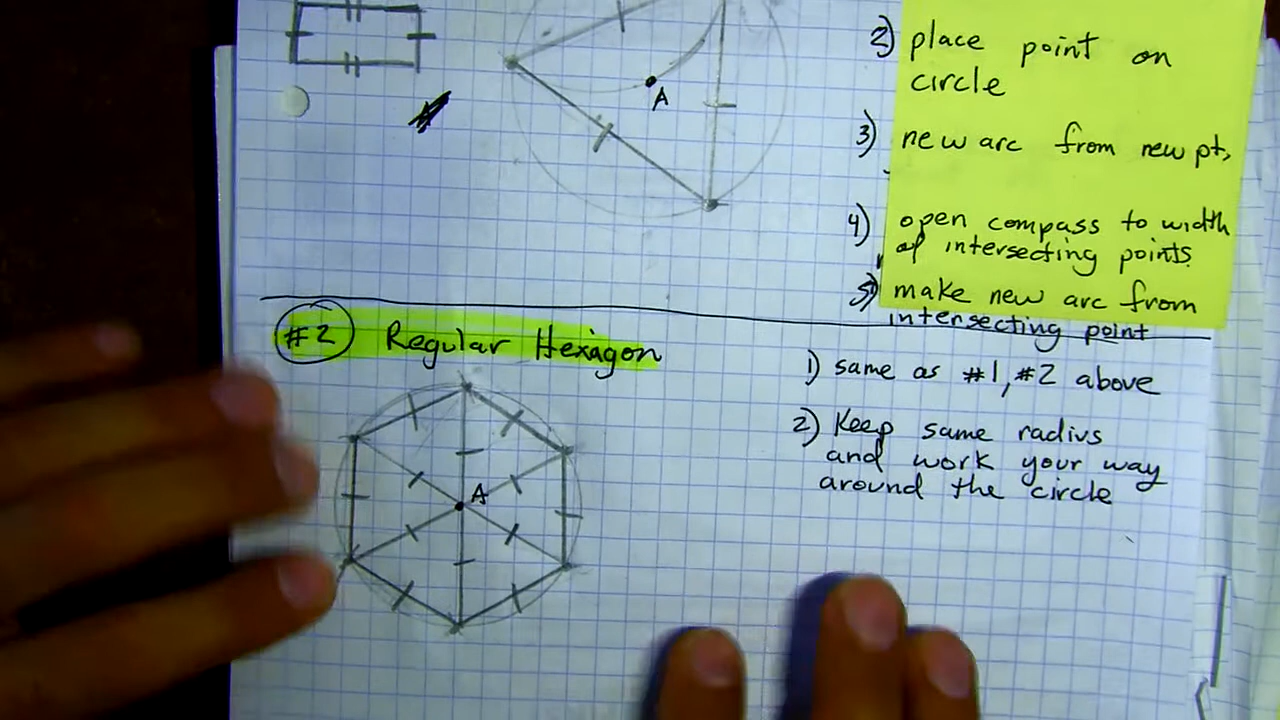 A
2) place point on
circle
3) new arc from new pt.
4) open compass to width
of intersecting points
5) make new arc from
intersecting point
#2 Regular Hexagon
A
1) same as #1, #2 above
2) Keep same radius
and work your way
around the circle